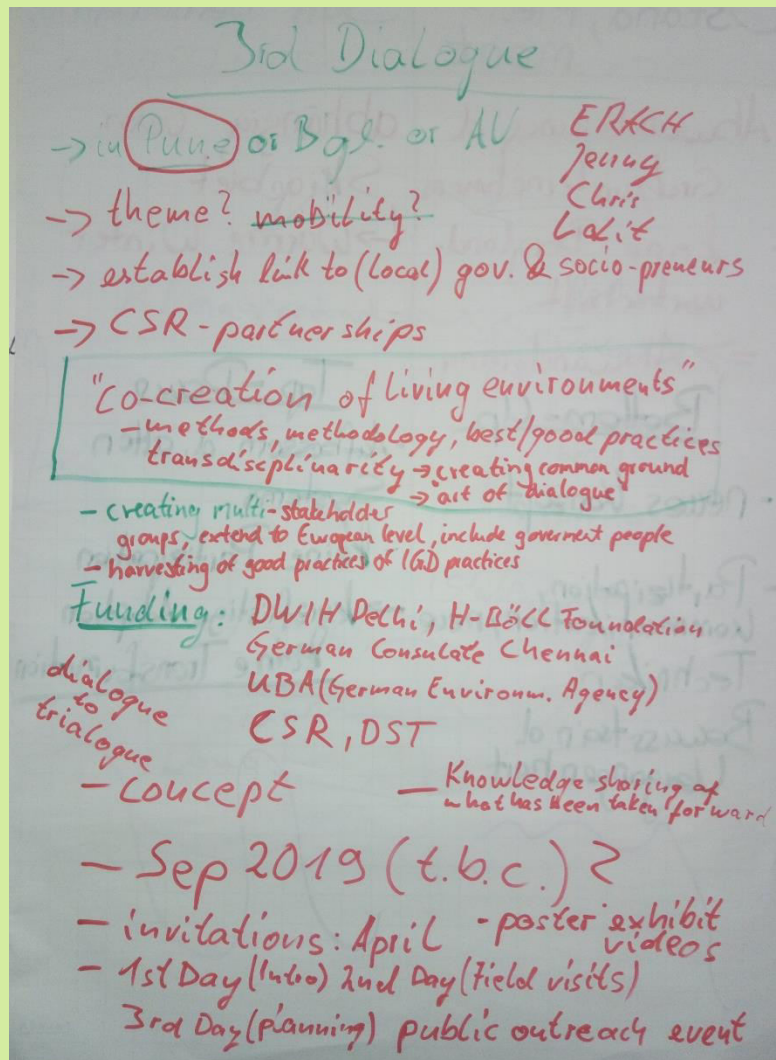 3rd Dialogue
→ in Pune or Bgl. or AV
ERACH
Jenny
Chris
Lalit
→ theme? mobility?
→ establish link to (local) gov. & socio-preneurs
→ CSR-partnerships
"co-creation of living environments"
- methods, methodology, best/good practices
transdisciplinarity → creating common ground
→ art of dialogue
- creating multi-stakeholder
groups, extend to European level, include goverment people
- harvesting of good practices of IGD practices
Funding: DWIH Delhi, H-Böll Foundation
German Consulate Chennai
UBA (German Environm. Agency)
CSR, DST
dialogue
to
trialogue
- concept
- Knowledge sharing of
what has been taken forward
- Sep 2019 (t.b.c.) ?
- invitations: April - poster exhibit
videos
- 1st Day (Intro) 2nd Day (Field visits)
3rd Day (planning) public outreach event